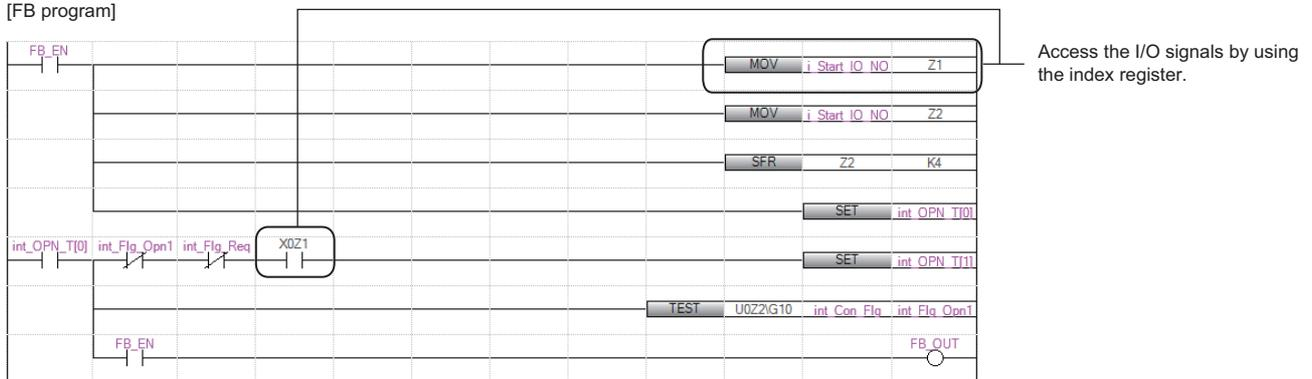 [FB program]
FB_EN
MOV i_Start_IO_NO Z1
Access the I/O signals by using
the index register.
MOV i_Start_IO_NO Z2
SFR Z2 K4
SET int_OPN_T[0]
int_OPN_T[0] int_Flg_Opn1 int_Flg_Req X0Z1
SET int_OPN_T[1]
TEST U0Z2\G10 int_Con_Flg int_Flg_Opn1
FB_EN FB_OUT